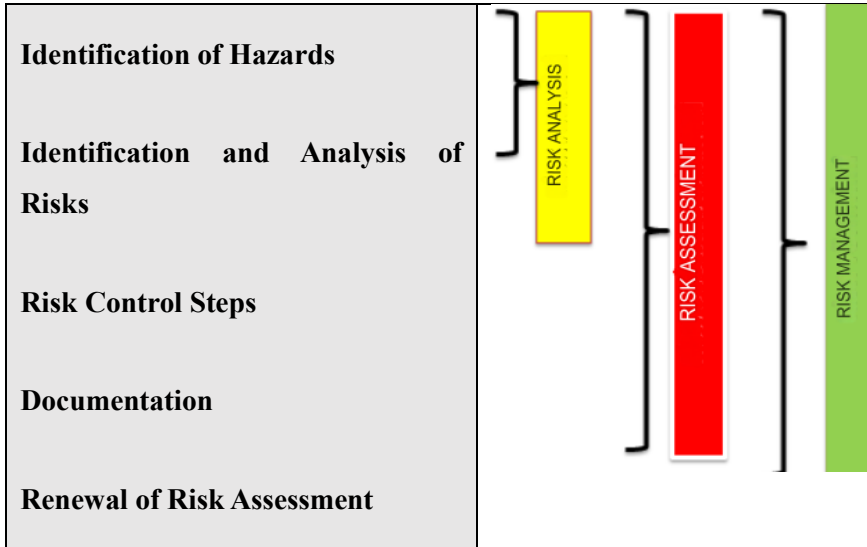 Identification of Hazards
Identification and Analysis of
Risks
Risk Control Steps
Documentation
Renewal of Risk Assessment
RISK ANALYSIS
RISK ASSESSMENT
RISK MANAGEMENT